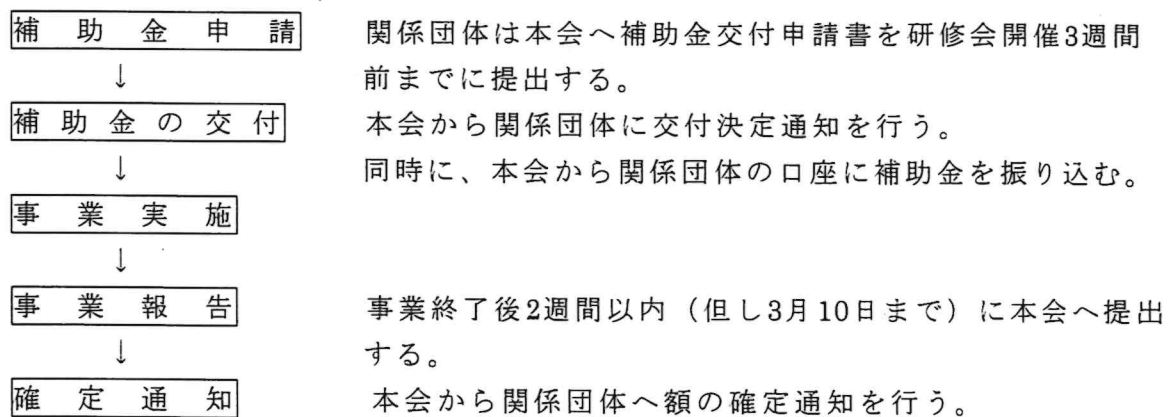 補助金申請　関係団体は本会へ補助金交付申請書を研修会開催3週間
↓　前までに提出する。
補助金の交付　本会から関係団体に交付決定通知を行う。
↓　同時に、本会から関係団体の口座に補助金を振り込む。
事業実施
↓
事業報告　事業終了後2週間以内（但し3月10日まで）に本会へ提出
↓　する。
確定通知　本会から関係団体へ額の確定通知を行う。